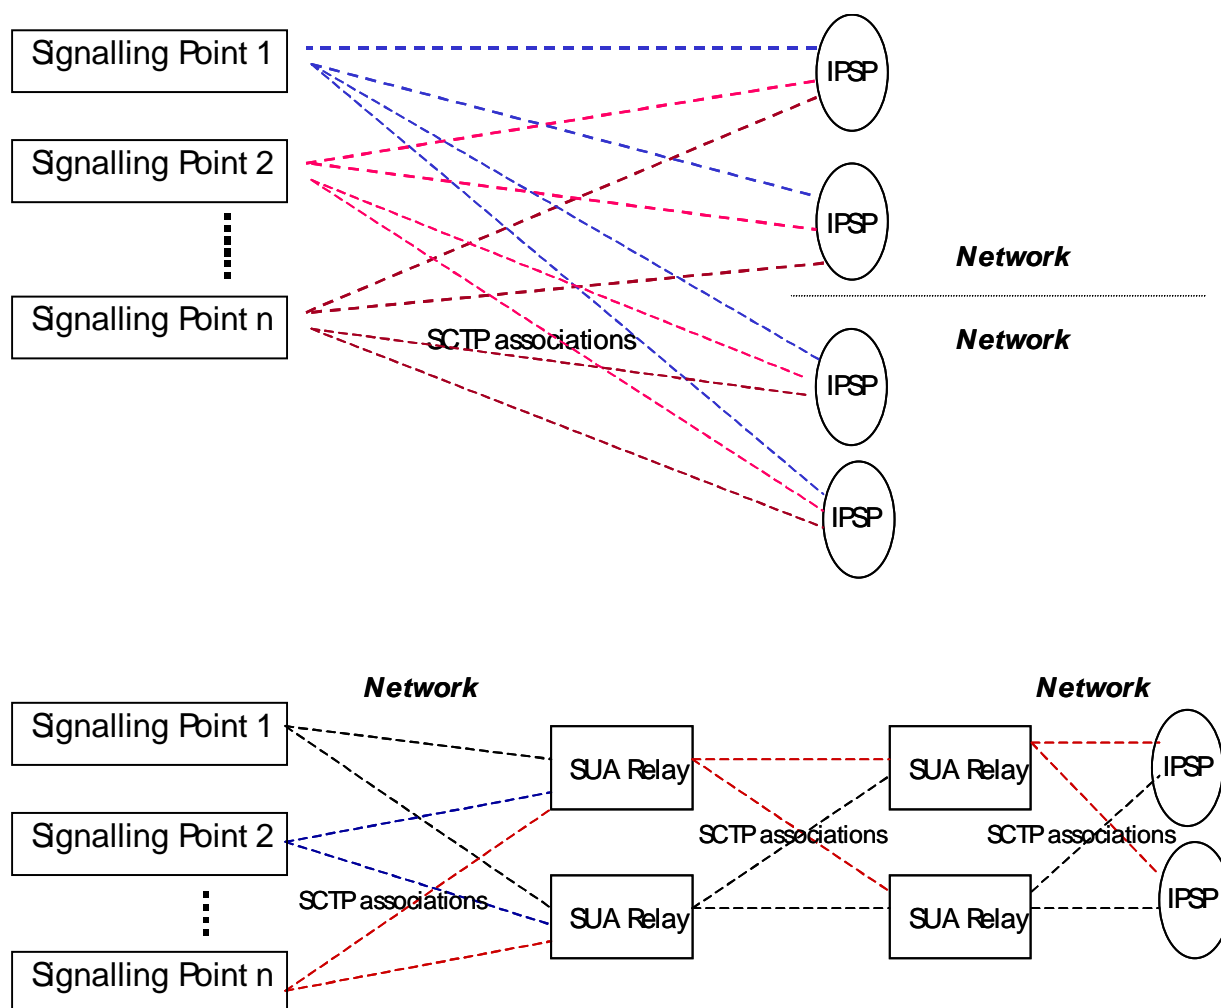 Signalling Point 1
IPSP
Signalling Point 2
IPSP
Network
Signalling Point n
SCTP associations
Network
IPSP
IPSP
Network
Network
Signalling Point 1
SUA Relay
SUA Relay
IPSP
Signalling Point 2
SCTP associations
SCTP associations
SCTP associations
IPSP
SUA Relay
SUA Relay
Signalling Point n